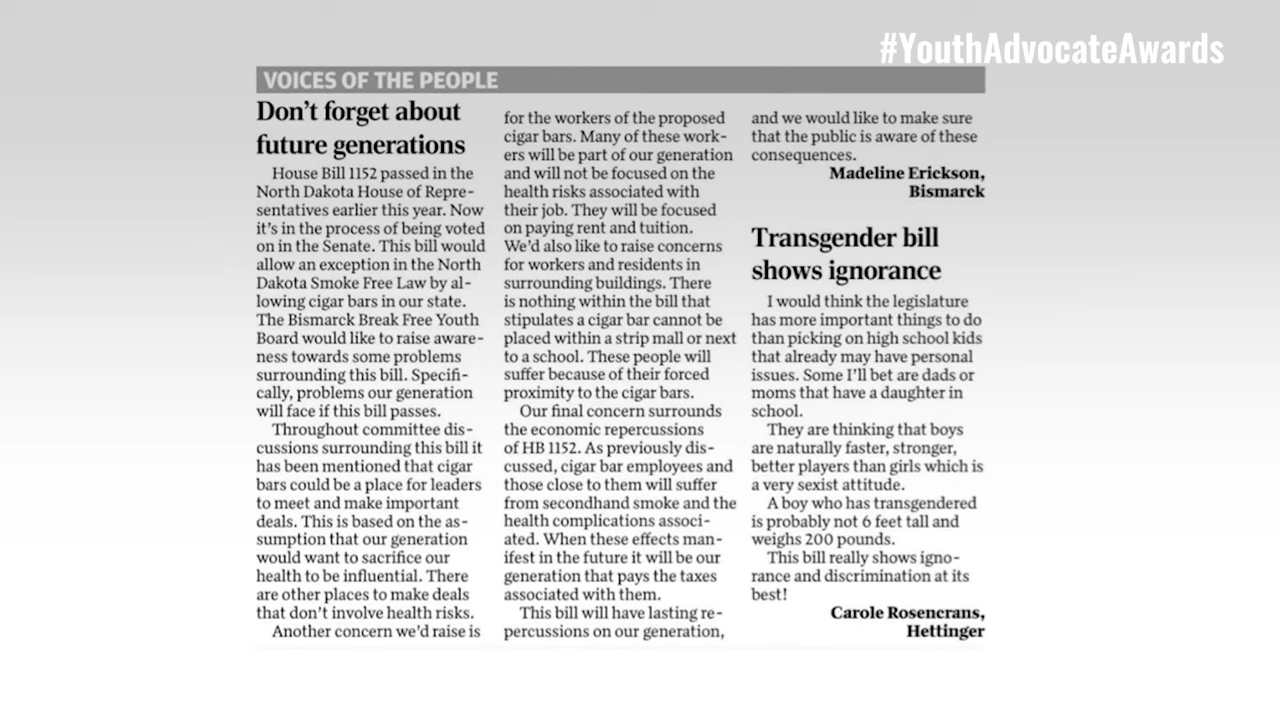 #YouthAdvocateAwards
VOICES OF THE PEOPLE
Don't forget about
future generations
House Bill 1152 passed in the
North Dakota House of Repre-
sentatives earlier this year. Now
it's in the process of being voted
on in the Senate. This bill would
allow an exception in the North
Dakota Smoke Free Law by al-
lowing cigar bars in our state.
The Bismarck Break Free Youth
Board would like to raise aware-
ness towards some problems
surrounding this bill. Specifi-
cally, problems our generation
will face if this bill passes.
Throughout committee dis-
cussions surrounding this bill it
has been mentioned that cigar
bars could be a place for leaders
to meet and make important
deals. This is based on the as-
sumption that our generation
would want to sacrifice our
health to be influential. There
are other places to make deals
that don't involve health risks.
Another concern we'd raise is
for the workers of the proposed
cigar bars. Many of these work-
ers will be part of our generation
and will not be focused on the
health risks associated with
their job. They will be focused
on paying rent and tuition.
We'd also like to raise concerns
for workers and residents in
surrounding buildings. There
is nothing within the bill that
stipulates a cigar bar cannot be
placed within a strip mall or next
to a school. These people will
suffer because of their forced
proximity to the cigar bars.
Our final concern surrounds
the economic repercussions
of HB 1152. As previously dis-
cussed, cigar bar employees and
those close to them will suffer
from secondhand smoke and the
health complications associ-
ated. When these effects man-
ifest in the future it will be our
generation that pays the taxes
associated with them.
This bill will have lasting re-
percussions on our generation,
and we would like to make sure
that the public is aware of these
consequences.
Madeline Erickson,
Bismarck
Transgender bill
shows ignorance
I would think the legislature
has more important things to do
than picking on high school kids
that already may have personal
issues. Some I'll bet are dads or
moms that have a daughter in
school.
They are thinking that boys
are naturally faster, stronger,
better players than girls which is
a very sexist attitude.
A boy who has transgendered
is probably not 6 feet tall and
weighs 200 pounds.
This bill really shows igno-
rance and discrimination at its
best!
Carole Rosencrans,
Hettinger